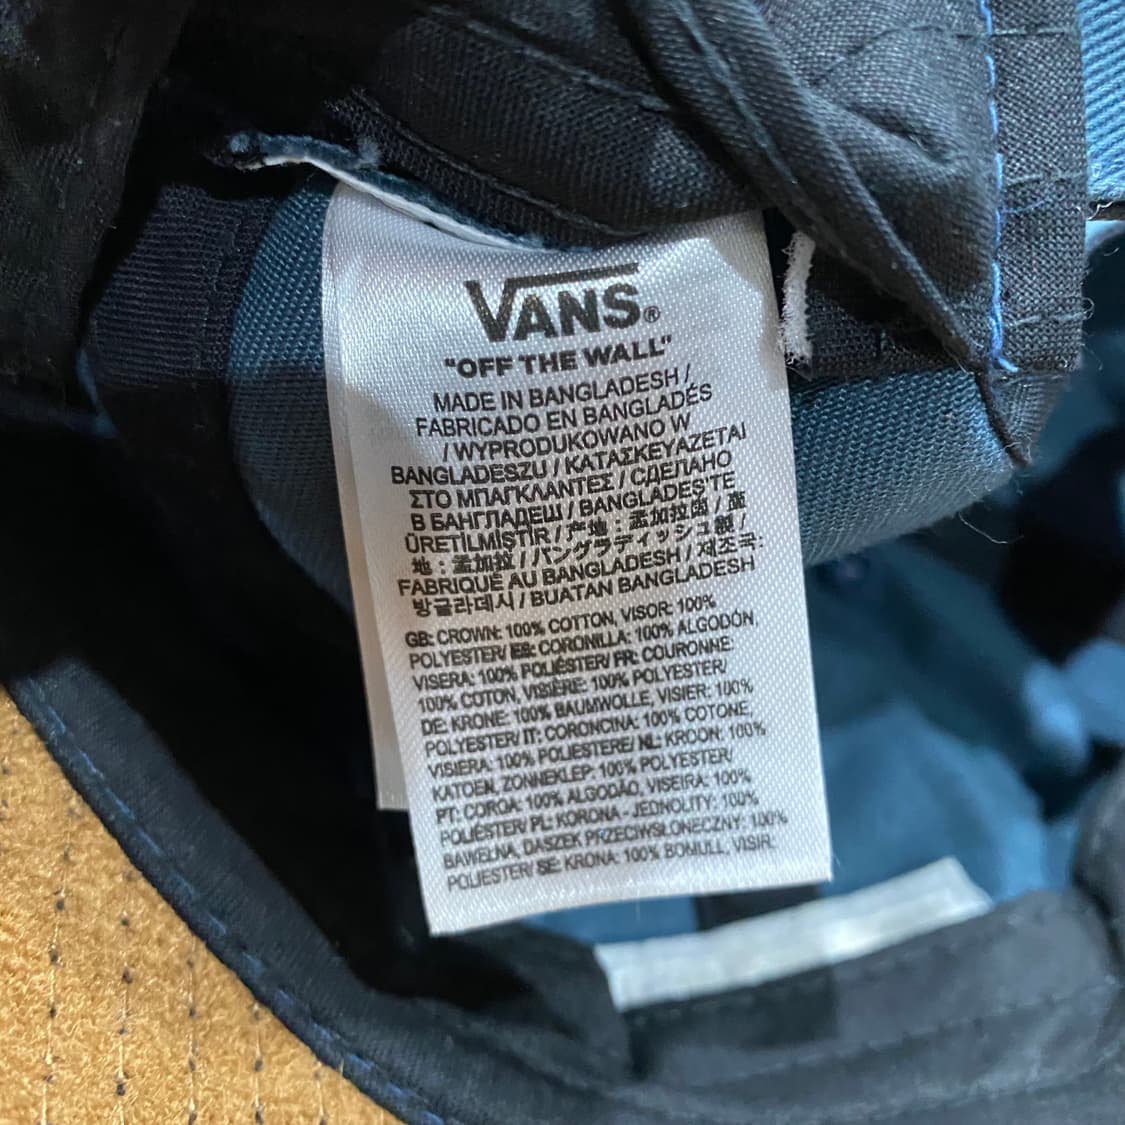 VANS®
"OFF THE WALL"
MADE IN BANGLADESH /
FABRICADO EN BANGLADÉS
/ WYPRODUKOWANO W
BANGLADESZU / ΚΑΤΑΣΚΕΥΑΖΕΤΑΙ
ΣΤΟ ΜΠΑΓΚΛΑΝΤΕΣ / СДЕЛАНО
В БАНГЛАДЕШ / BANGLADEŞ'TE
ÜRETİLMİŞTİR / 产地：孟加拉国 / 產
地：孟加拉 / バングラディッシュ製 /
FABRIQUÉ AU BANGLADESH / 제조국:
방글라데시 / BUATAN BANGLADESH
GB: CROWN: 100% COTTON, VISOR: 100%
POLYESTER/ ES: CORONILLA: 100% ALGODÓN,
VISERA: 100% POLIÉSTER/ FR: COURONNE:
100% COTON, VISIÈRE: 100% POLYESTER/
DE: KRONE: 100% BAUMWOLLE, VISIER: 100%
POLYESTER/ IT: CORONCINA: 100% COTONE,
VISIERA: 100% POLIESTERE/ NL: KROON: 100%
KATOEN, ZONNEKLEP: 100% POLYESTER/
PT: COROA: 100% ALGODÃO, VISEIRA: 100%
POLIÉSTER/ PL: KORONA - JEDNOLITY: 100%
BAWEŁNA, DASZEK PRZECIWSŁONECZNY: 100%
POLIESTER/ SE: KRONA: 100% BOMULL, VISIR: